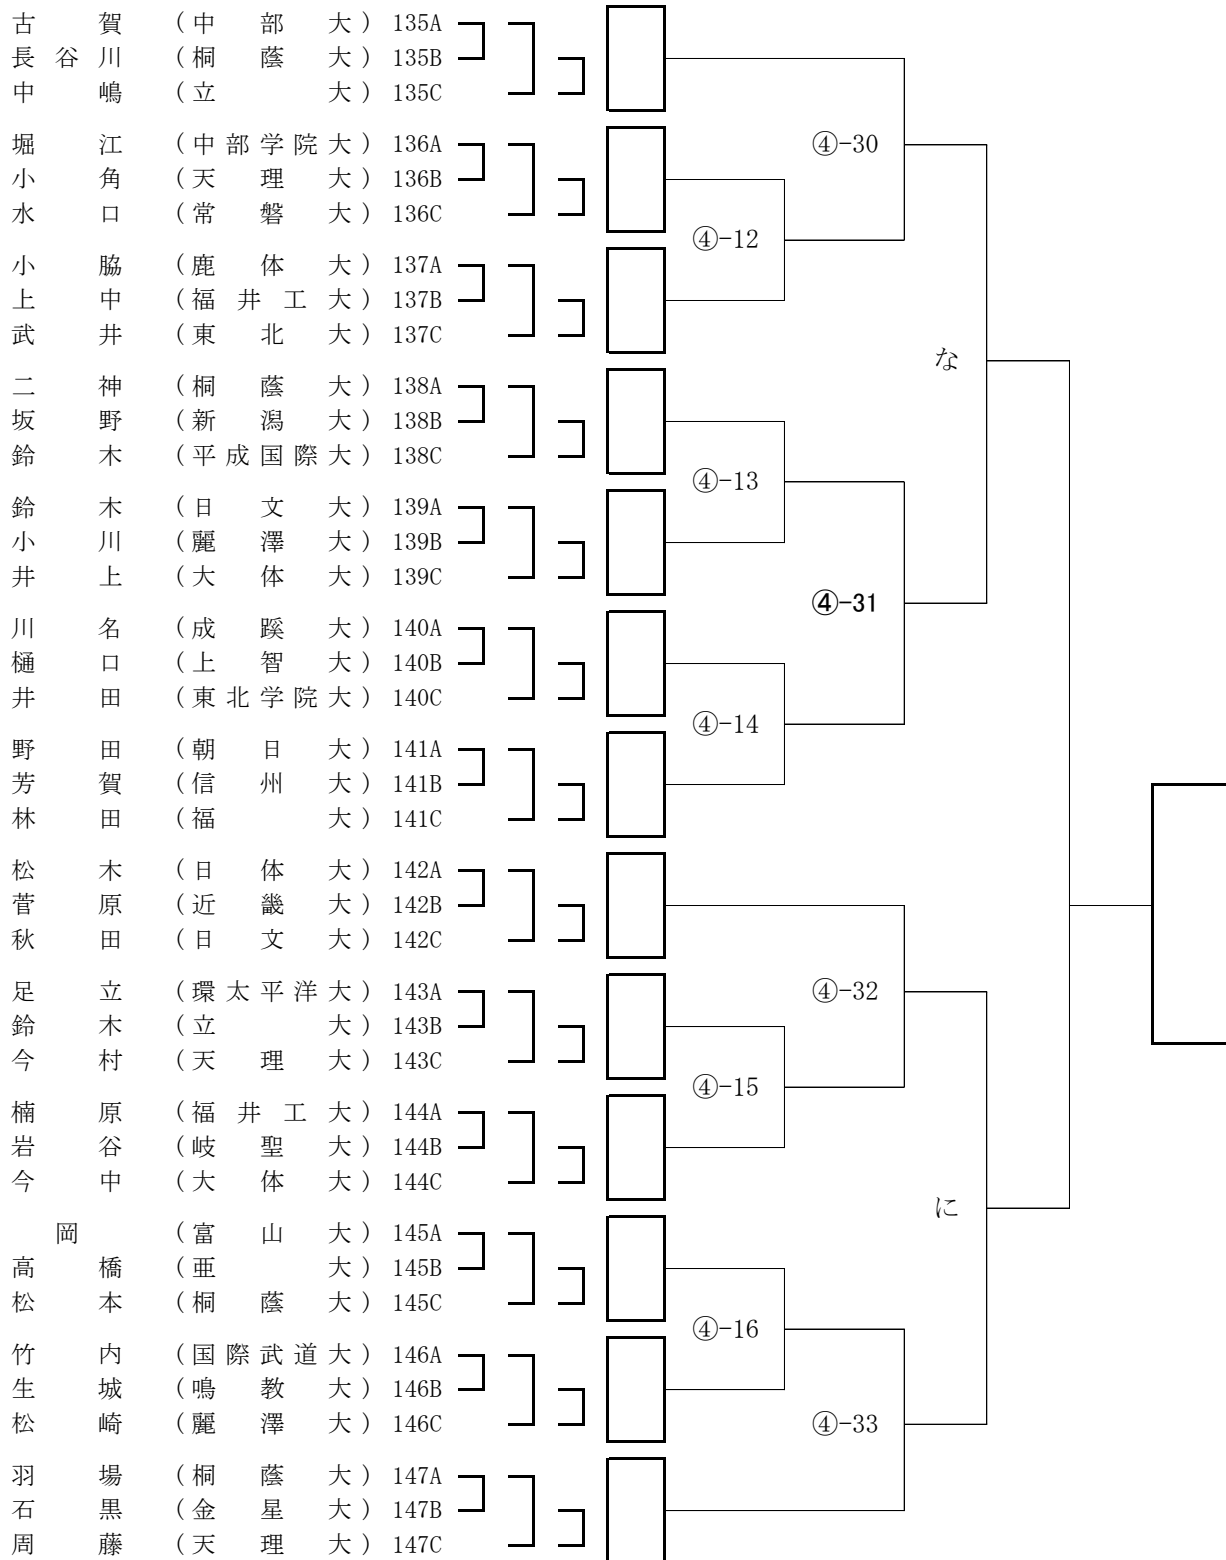 古賀（中部大）135A
長谷川（桐蔭大）135B
中嶋（立大）135C
堀江（中部学院大）136A
④-30
小角（天理大）136B
水口（常磐大）136C
④-12
小脇（鹿体大）137A
上中（福井工大）137B
武井（東北大）137C
な
二神（桐蔭大）138A
坂野（新潟大）138B
鈴木（平成国際大）138C
④-13
鈴木（日文大）139A
小川（麗澤大）139B
井上（大体大）139C
④-31
川名（成蹊大）140A
樋口（上智大）140B
井田（東北学院大）140C
④-14
野田（朝日大）141A
芳賀（信州大）141B
林田（福大）141C
松木（日体大）142A
菅原（近畿大）142B
秋田（日文大）142C
足立（環太平洋大）143A
④-32
鈴木（立大）143B
今村（天理大）143C
④-15
楠原（福井工大）144A
岩谷（岐聖大）144B
今中（大体大）144C
に
岡（富山大）145A
高橋（亜大）145B
松本（桐蔭大）145C
④-16
竹内（国際武道大）146A
生城（鳴教大）146B
松崎（麗澤大）146C
④-33
羽場（桐蔭大）147A
石黒（金星大）147B
周藤（天理大）147C